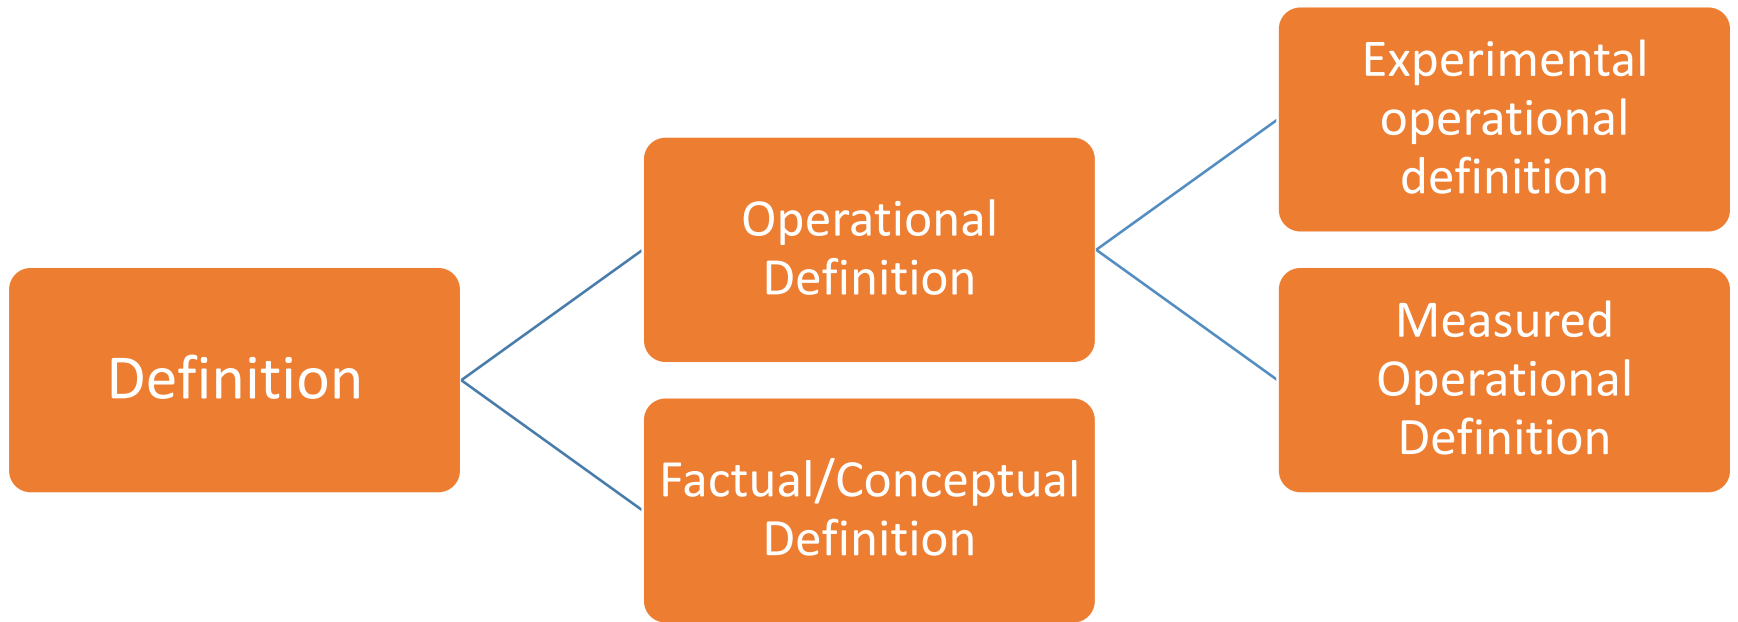 Definition
Operational
Definition
Factual/Conceptual
Definition
Experimental
operational
definition
Measured
Operational
Definition